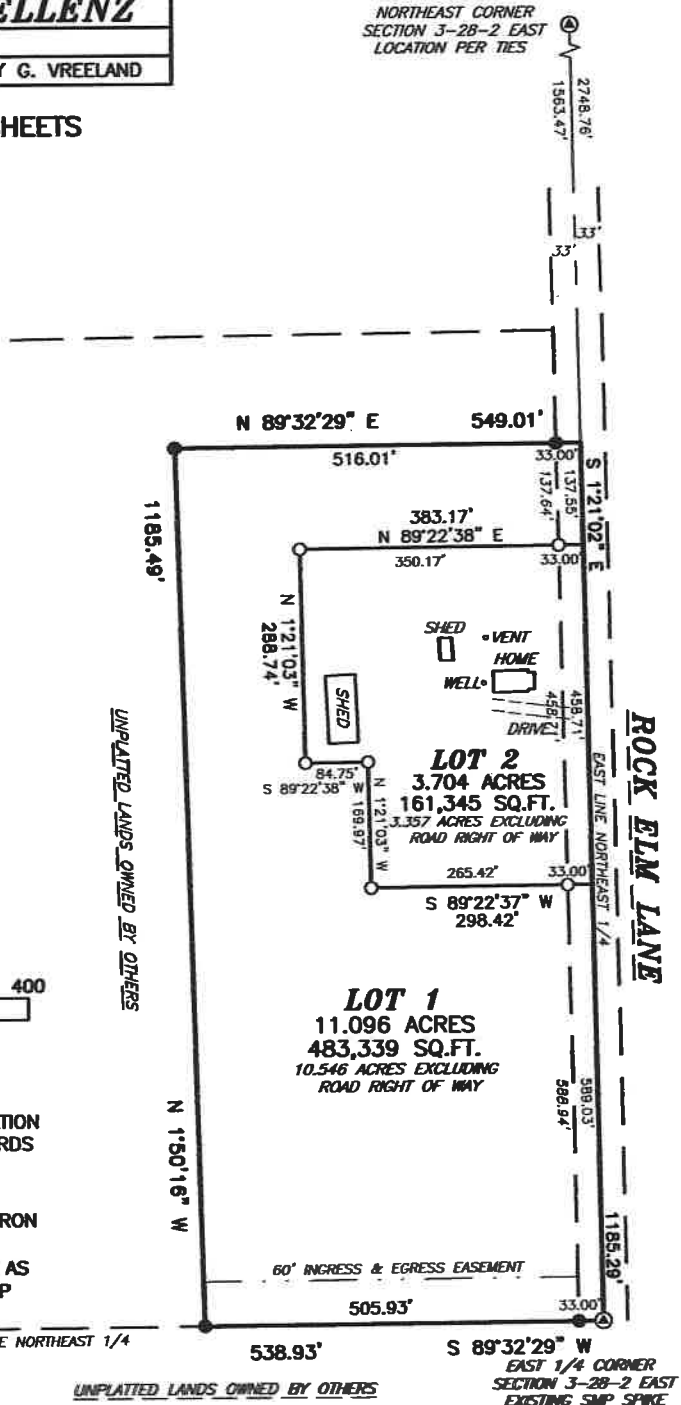 ELLENZ
Y G. VREELAND
HEETS
NORTHEAST CORNER
SECTION 3-28-2 EAST
LOCATION PER TIES
2748.76'
1563.47'
33'
33'
N 89°32'29" E 549.01'
516.01'
33.00'
137.55'
137.64'
S 1°21'02" E
1185.49'
383.17'
N 89°22'38" E
350.17'
33.00'
N 1°21'03" W
288.74'
SHED
VENT
HOME
WELL
SHED
DRIVE
458.71'
458.71'
LOT 2
3.704 ACRES
161,345 SQ.FT.
3.357 ACRES EXCLUDING
ROAD RIGHT OF WAY
84.75'
S 89°22'38" W
N 1°21'03" W
169.97'
265.42'
33.00'
S 89°22'37" W
298.42'
EAST LINE NORTHEAST 1/4
ROCK ELM LANE
UNPLATTED LANDS OWNED BY OTHERS
400
LOT 1
11.096 ACRES
483,339 SQ.FT.
10.546 ACRES EXCLUDING
ROAD RIGHT OF WAY
589.03'
588.94'
TION
RDS
RON
AS
P
N 1°50'16" W
1185.29'
60' INGRESS & EGRESS EASEMENT
505.93'
33.00'
E NORTHEAST 1/4
538.93'
S 89°32'29" W
EAST 1/4 CORNER
SECTION 3-28-2 EAST
EXISTING SMP SPIKE
UNPLATTED LANDS OWNED BY OTHERS